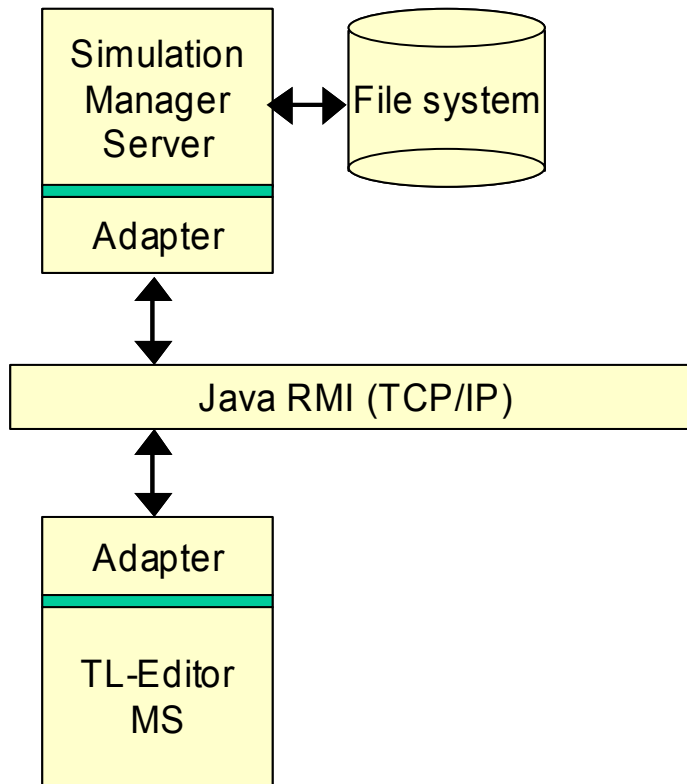 Simulation
Manager
Server
File system
Adapter
Java RMI (TCP/IP)
Adapter
TL-Editor
MS